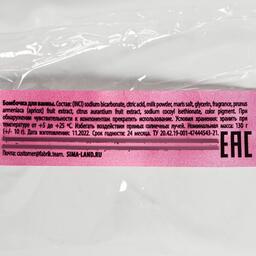 Бомбочка для ванны. Состав: (INCI) sodium bicarbonate, citric acid, milk powder, maris salt, glycerin, fragrance, prunus
armeniaca (apricot) fruit extract, citrus aurantium fruit extract, sodium cocoyl isethionate, color pigment. При
обнаружении чувствительности к компонентам прекратить использование. Условия хранения: хранить при
температуре от +5 до +25 °С. Избегать воздействия прямых солнечных лучей. Номинальная масса: 130 г
(+/- 10 г). Дата изготовления: 11.2022. Срок годности: 24 месяца. ТУ 20.42.19-001-47444543-21.
EAC
Почта: customer@fabrik.team. SIMA-LAND.RU